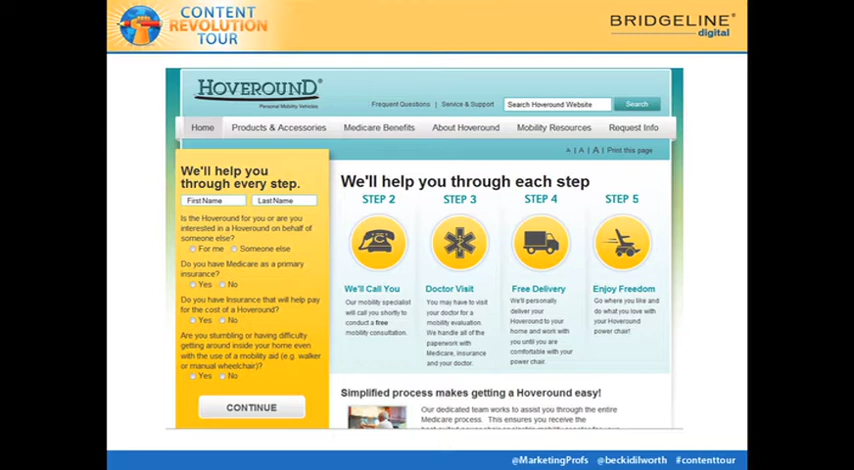 CONTENT
REVOLUTION
TOUR
BRIDGELINE®
digital
HOVEROUND®
Personal Mobility Vehicles
Frequent Questions | Service & Support
Search Hoveround Website
Search
Home
Products & Accessories
Medicare Benefits
About Hoveround
Mobility Resources
Request Info
A | A | A | Print this page
We'll help you
through every step.
First Name
Last Name
Is the Hoveround for you or are you
interested in a Hoveround on behalf of
someone else?
For me
Someone else
Do you have Medicare as a primary
insurance?
Yes
No
Do you have Insurance that will help pay
for the cost of a Hoveround?
Yes
No
Are you stumbling or having difficulty
getting around inside your home even
with the use of a mobility aid (e.g. walker
or manual wheelchair)?
Yes
No
CONTINUE
We'll help you through each step
STEP 2
STEP 3
STEP 4
STEP 5
We'll Call You
Our mobility specialist
will call you shortly to
conduct a free
mobility consultation.
Doctor Visit
You may have to visit
your doctor for a
mobility evaluation.
We handle all of the
paperwork with
Medicare, insurance
and your doctor.
Free Delivery
We'll personally
deliver your
Hoveround to your
home and work with
you until you are
comfortable with your
power chair.
Enjoy Freedom
Go where you like and
do what you love with
your Hoveround
power chair!
Simplified process makes getting a Hoveround easy!
Our dedicated team works to assist you through the entire
Medicare process. This ensures you receive the
@MarketingProfs @beckidilworth #contenttour